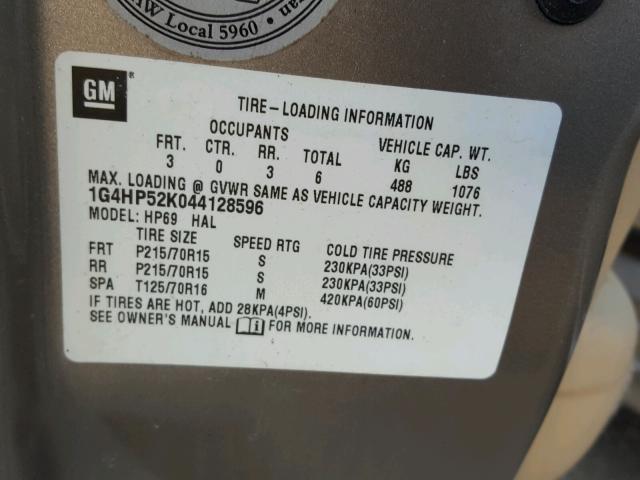 AW Local 5960
GM ®
TIRE-LOADING INFORMATION
OCCUPANTS VEHICLE CAP. WT.
FRT. CTR. RR. TOTAL KG LBS
3 0 3 6 488 1076
MAX. LOADING @ GVWR SAME AS VEHICLE CAPACITY WEIGHT.
1G4HP52K044128596
MODEL: HP69 HAL
TIRE SIZE SPEED RTG COLD TIRE PRESSURE
FRT P215/70R15 S 230KPA(33PSI)
RR P215/70R15 S 230KPA(33PSI)
SPA T125/70R16 M 420KPA(60PSI)
IF TIRES ARE HOT, ADD 28KPA(4PSI).
SEE OWNER'S MANUAL FOR MORE INFORMATION.